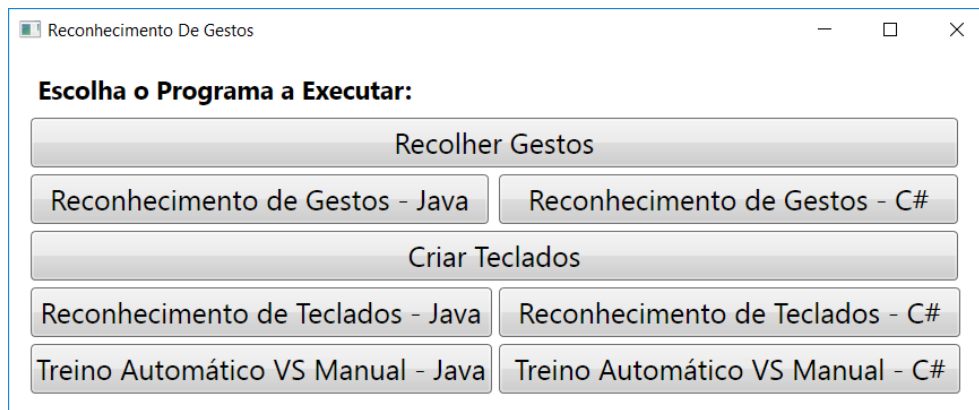 Reconhecimento De Gestos
Escolha o Programa a Executar:
Recolher Gestos
Reconhecimento de Gestos - Java
Reconhecimento de Gestos - C#
Criar Teclados
Reconhecimento de Teclados - Java
Reconhecimento de Teclados - C#
Treino Automático VS Manual - Java
Treino Automático VS Manual - C#